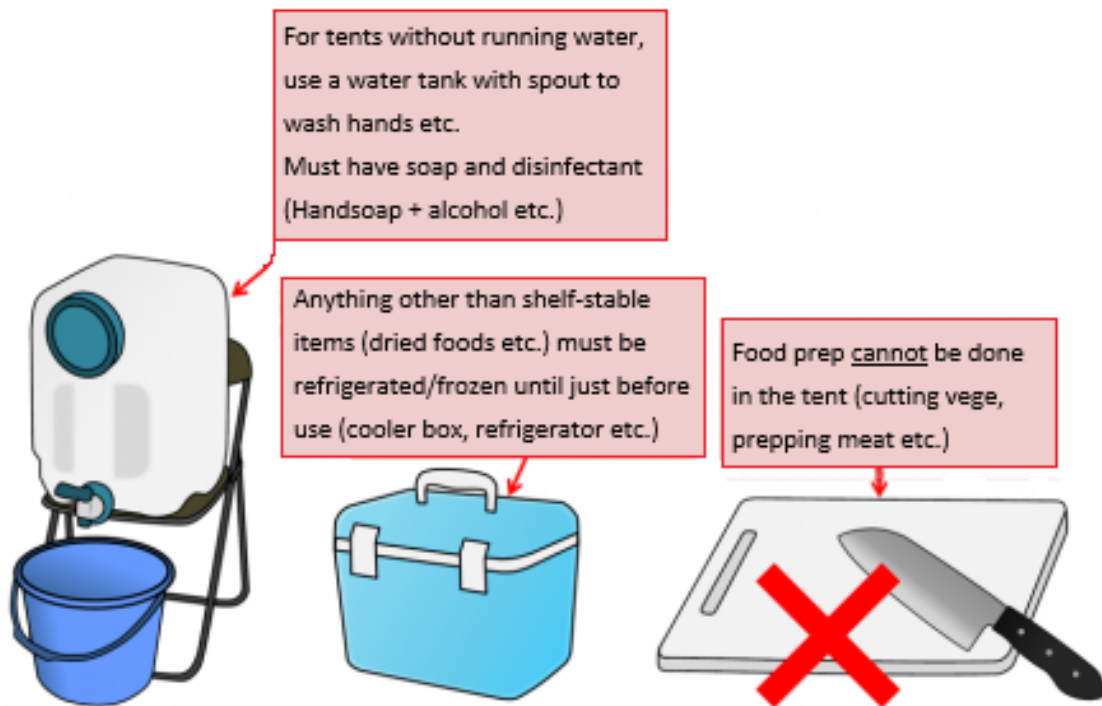 For tents without running water,
use a water tank with spout to
wash hands etc.
Must have soap and disinfectant
(Handsoap + alcohol etc.)
Anything other than shelf-stable
items (dried foods etc.) must be
refrigerated/frozen until just before
use (cooler box, refrigerator etc.)
Food prep cannot be done
in the tent (cutting vege,
prepping meat etc.)